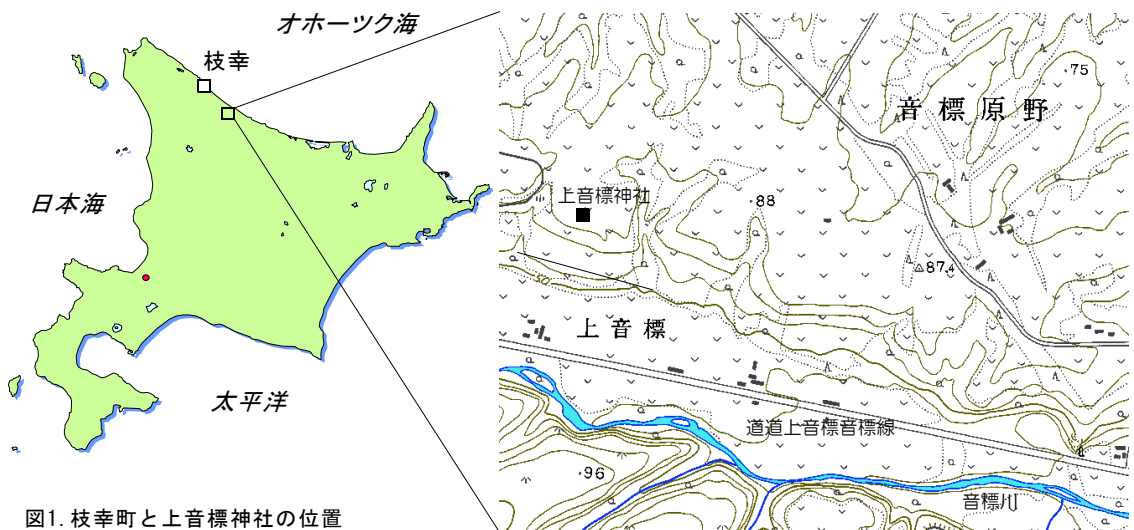 オホーツク海
枝幸
日本海
太平洋
図1. 枝幸町と上音標神社の位置
75
音標原野
上音標神社
88
87.4
上音標
道道上音標音標線
96
音標川